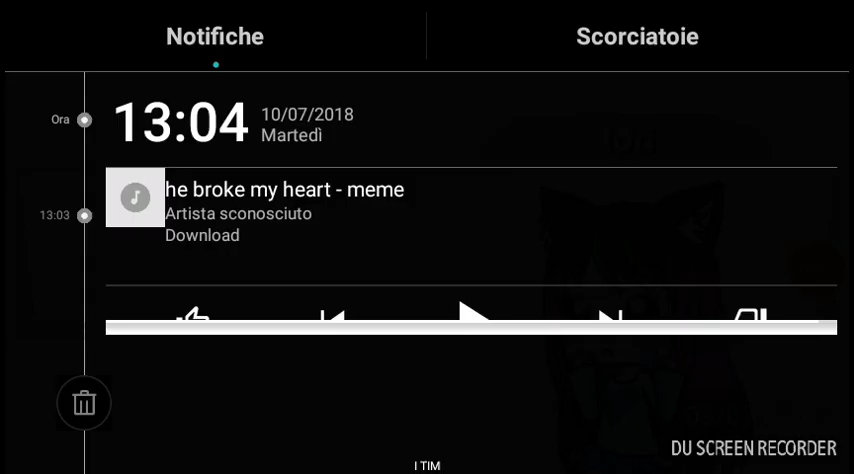 Notifiche
Scorciatoie
Ora
13:04
10/07/2018
Martedì
13:03
he broke my heart - meme
Artista sconosciuto
Download
DU SCREEN RECORDER
I TIM